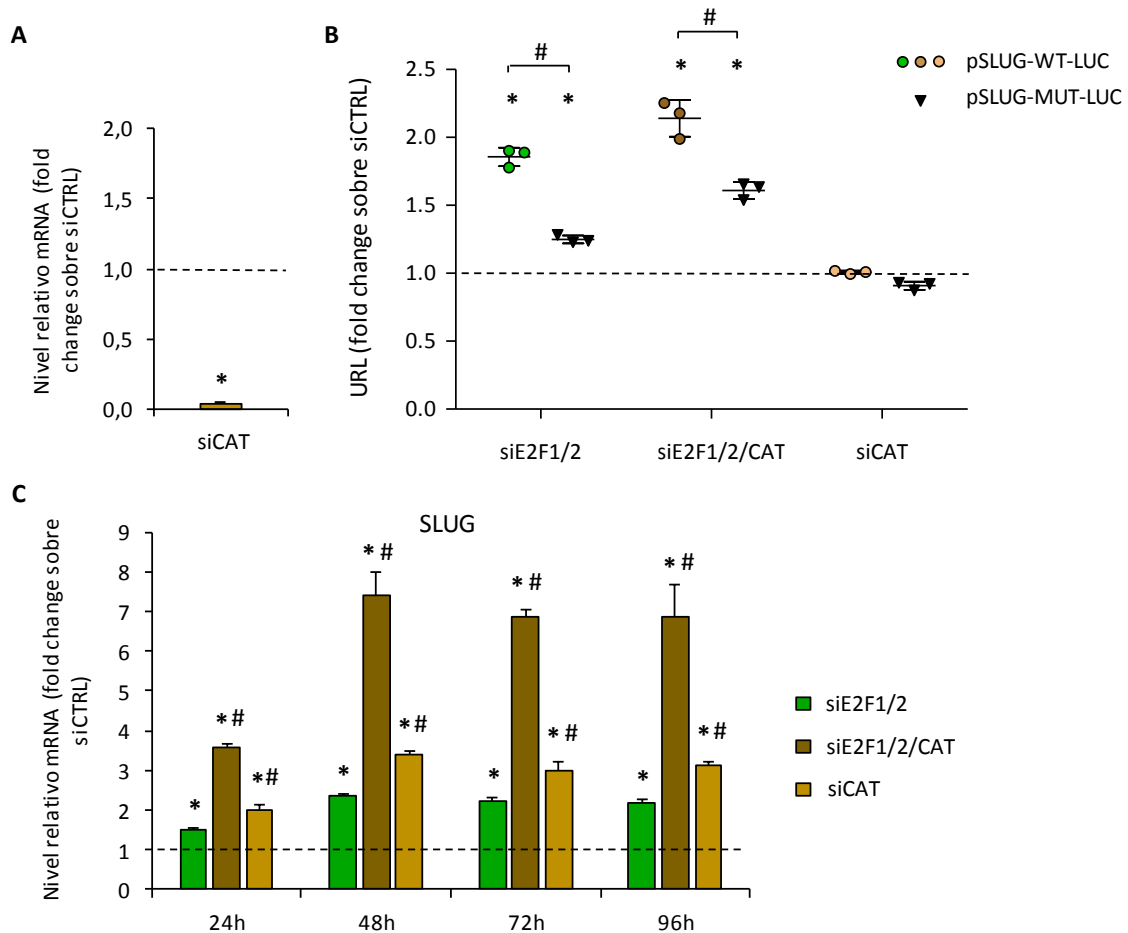 A
Nivel relativo mRNA (fold
change sobre siCTRL)
2,0
1,5
1,0
0,5
0,0
*
siCAT
B
URL (fold change sobre siCTRL)
2.5
2.0
1.5
1.0
0.5
0.0
#
* *
#
* *
siE2F1/2 siE2F1/2/CAT siCAT
pSLUG-WT-LUC
pSLUG-MUT-LUC
C
SLUG
Nivel relativo mRNA (fold change sobre
siCTRL)
9
8
7
6
5
4
3
2
1
0
* *# *#
* *# *#
* *# *#
* *# *#
24h 48h 72h 96h
siE2F1/2
siE2F1/2/CAT
siCAT